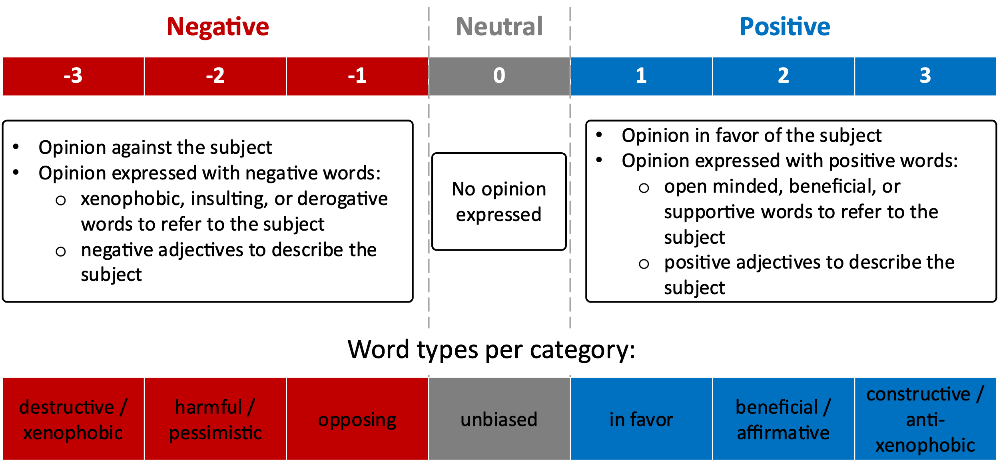 Negative Neutral Positive
-3 -2 -1 0 1 2 3
• Opinion against the subject
• Opinion expressed with negative words:
○ xenophobic, insulting, or derogative
words to refer to the subject
○ negative adjectives to describe the
subject
No opinion
expressed
• Opinion in favor of the subject
• Opinion expressed with positive words:
○ open minded, beneficial, or
supportive words to refer to the
subject
○ positive adjectives to describe the
subject
Word types per category:
destructive /
xenophobic
harmful /
pessimistic
opposing
unbiased
in favor
beneficial /
affirmative
constructive /
anti-
xenophobic